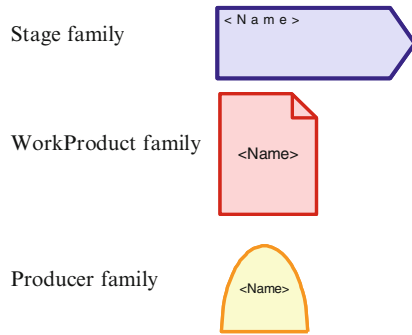 Stage family
< N a m e >
WorkProduct family
<Name>
Producer family
<Name>